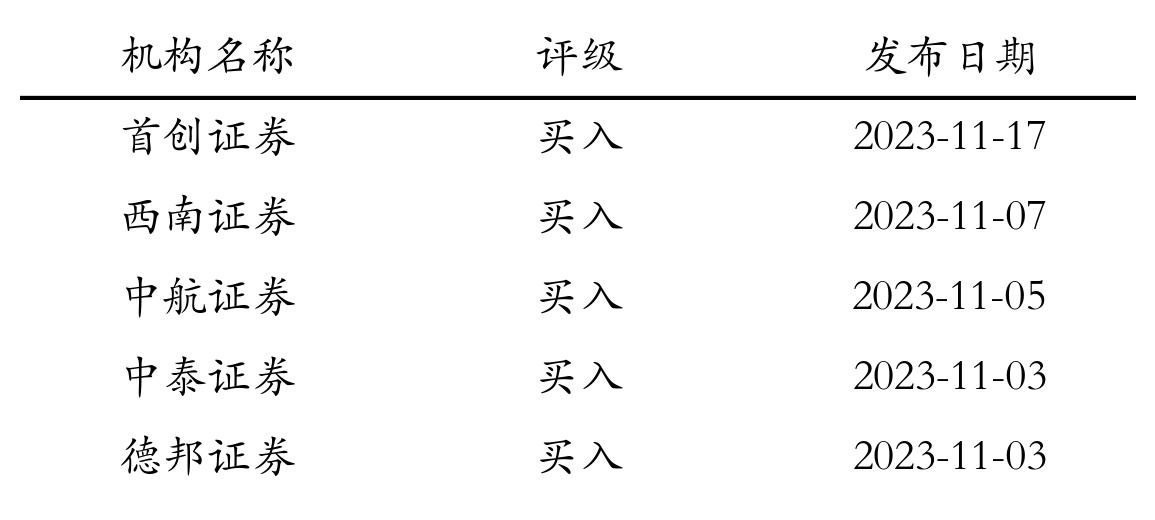 机构名称 评级 发布日期
首创证券 买入 2023-11-17
西南证券 买入 2023-11-07
中航证券 买入 2023-11-05
中泰证券 买入 2023-11-03
德邦证券 买入 2023-11-03